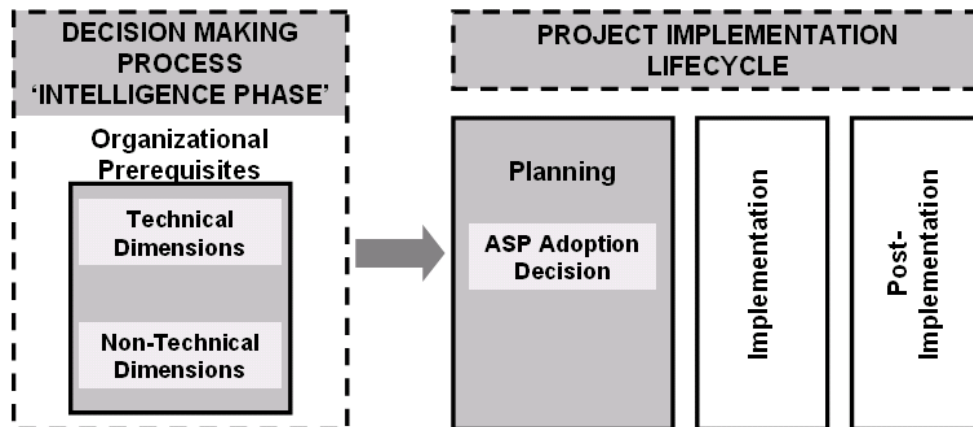 DECISION MAKING
PROCESS
‘INTELLIGENCE PHASE’
Organizational
Prerequisites
Technical
Dimensions
Non-Technical
Dimensions
PROJECT IMPLEMENTATION
LIFECYCLE
Planning
ASP Adoption
Decision
Implementation
Post-
Implementation